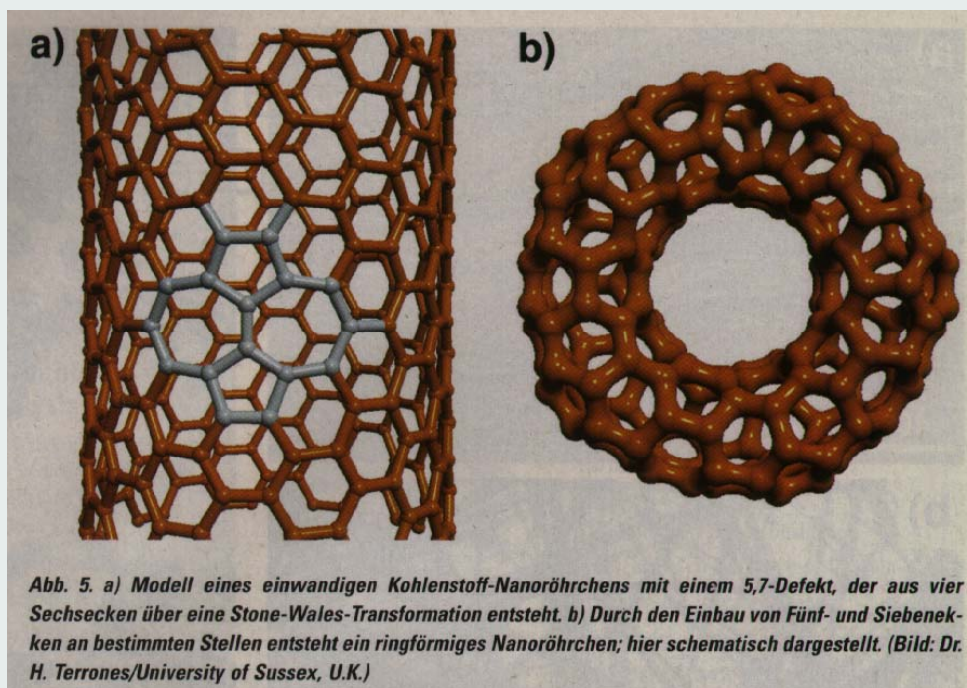 a)
b)
Abb. 5. a) Modell eines einwandigen Kohlenstoff-Nanoröhrchens mit einem 5,7-Defekt, der aus vier
Sechsecken über eine Stone-Wales-Transformation entsteht. b) Durch den Einbau von Fünf- und Siebenek-
ken an bestimmten Stellen entsteht ein ringförmiges Nanoröhrchen; hier schematisch dargestellt. (Bild: Dr.
H. Terrones/University of Sussex, U.K.)